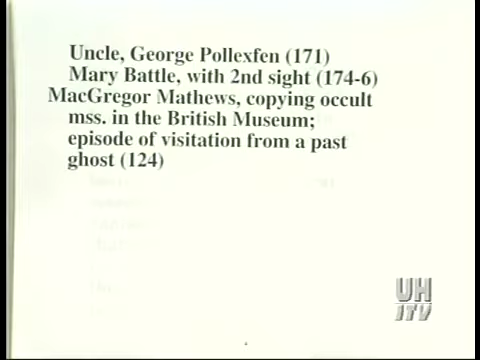 Uncle, George Pollexfen (171)
Mary Battle, with 2nd sight (174-6)
MacGregor Mathews, copying occult
mss. in the British Museum;
episode of visitation from a past
ghost (124)
UH
ITV